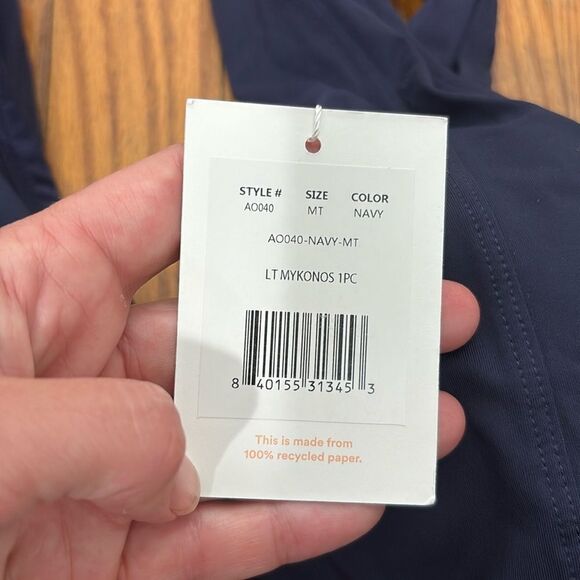 STYLE # SIZE COLOR
AO040 MT NAVY
AO040-NAVY-MT
LT MYKONOS 1PC
8 40155 31345 3
This is made from
100% recycled paper.